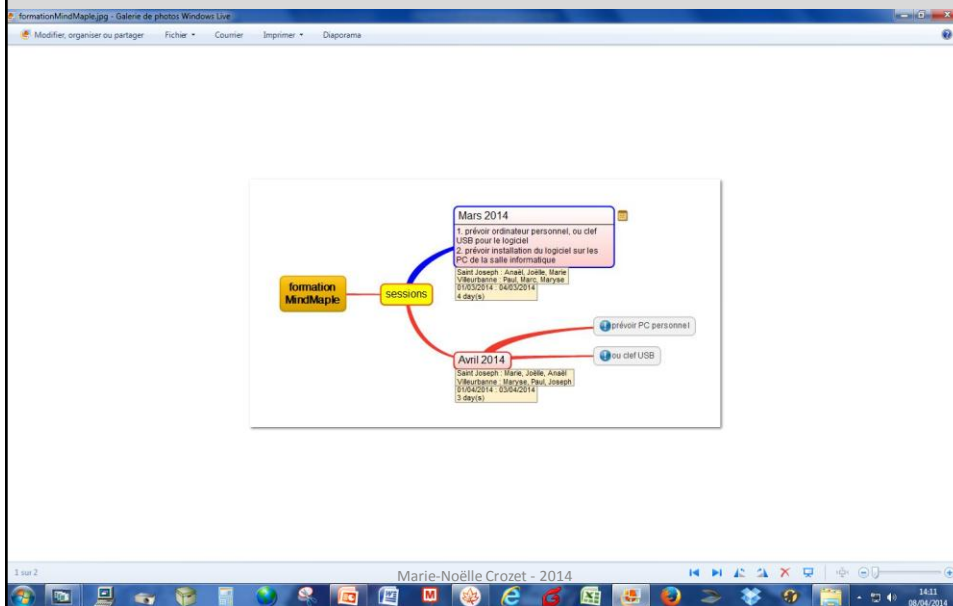 formationMindMaple.jpg - Galerie de photos Windows Live
Modifier, organiser ou partager Fichier Courrier Imprimer Diaporama
Mars 2014
1. prévoir ordinateur personnel, ou clef
USB pour le logiciel
2. prévoir installation du logiciel sur les
PC de la salle informatique
Saint Joseph : Anaël, Joëlle, Marie
Villeurbanne : Paul, Marc, Maryse
01/03/2014 : 04/03/2014
4 day(s)
formation
MindMaple
sessions
prévoir PC personnel
ou clef USB
Avril 2014
Saint Joseph : Marie, Joëlle, Anaël
Villeurbanne : Maryse, Paul, Joseph
01/04/2014 : 03/04/2014
3 day(s)
1 sur 2
Marie-Noëlle Crozet - 2014
14:11
08/04/2014